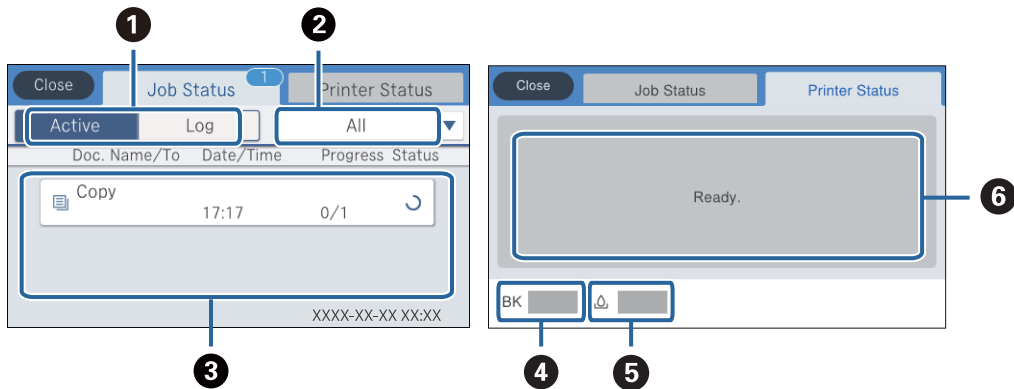 1 2
Close Job Status 1 Printer Status
Active Log All
Doc. Name/To Date/Time Progress Status
Copy
17:17 0/1
XXXX-XX-XX XX:XX
3
Close Job Status Printer Status
Ready.
6
BK
4 5